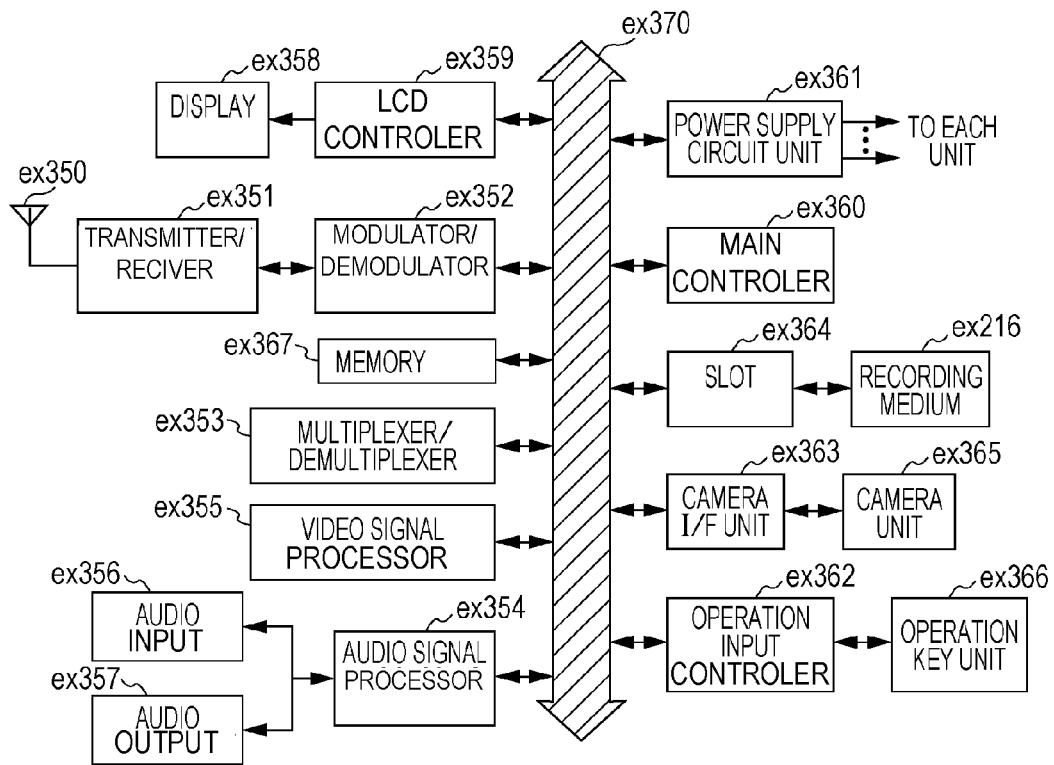 ex370
ex358
ex359
ex361
DISPLAY
LCD
CONTROLER
POWER SUPPLY
CIRCUIT UNIT
TO EACH
UNIT
ex350
ex351
ex352
ex360
TRANSMITTER/
RECIVER
MODULATOR/
DEMODULATOR
MAIN
CONTROLER
ex367
MEMORY
ex364
ex216
SLOT
RECORDING
MEDIUM
ex353
MULTIPLEXER/
DEMULTIPLEXER
ex363
ex365
CAMERA
I/F UNIT
CAMERA
UNIT
ex355
VIDEO SIGNAL
PROCESSOR
ex356
AUDIO
INPUT
ex354
AUDIO SIGNAL
PROCESSOR
ex362
ex366
OPERATION
INPUT
CONTROLER
OPERATION
KEY UNIT
ex357
AUDIO
OUTPUT